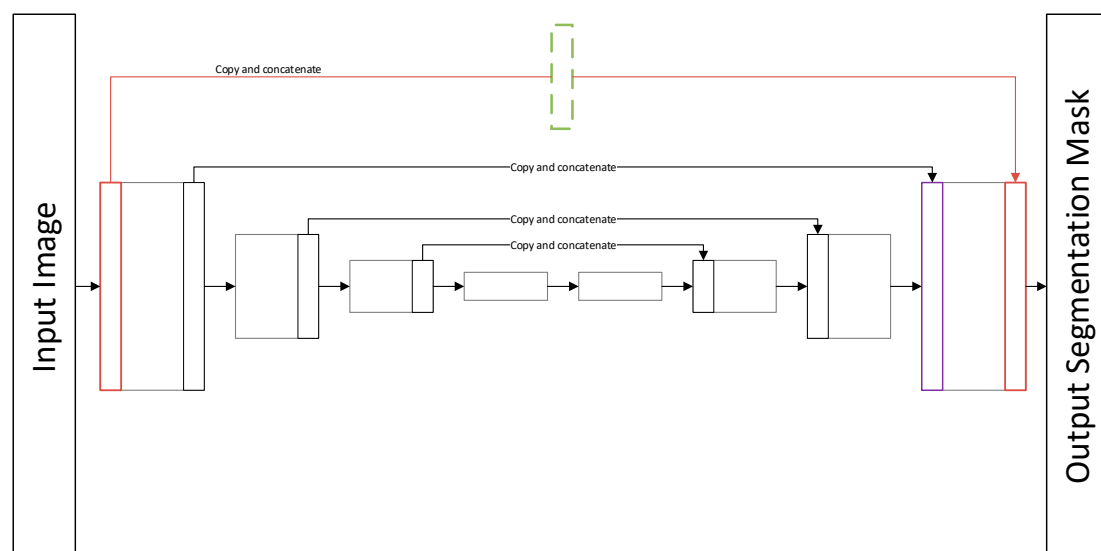 Input Image
Copy and concatenate
Copy and concatenate
Copy and concatenate
Copy and concatenate
Output Segmentation Mask